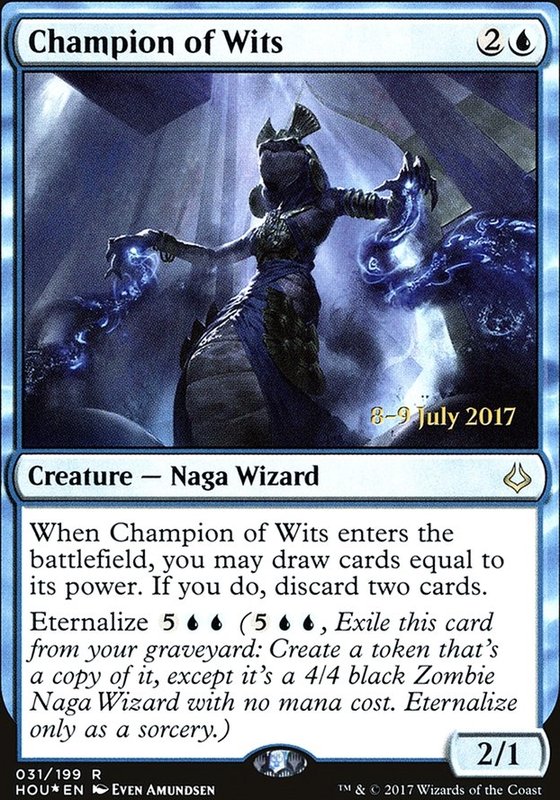 Champion of Wits 2
8–9 July 2017
Creature — Naga Wizard
When Champion of Wits enters the
battlefield, you may draw cards equal to
its power. If you do, discard two cards.
Eternalize 5 (5, Exile this card
from your graveyard: Create a token that's
a copy of it, except it's a 4/4 black Zombie
Naga Wizard with no mana cost. Eternalize
only as a sorcery.)
2/1
031/199 R
HOU★EN Even Amundsen
™ & © 2017 Wizards of the Coast